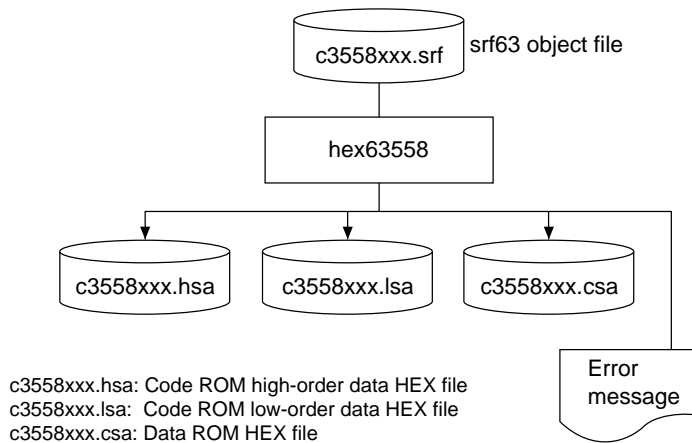 c3558xxx.srf
srf63 object file
hex63558
c3558xxx.hsa
c3558xxx.lsa
c3558xxx.csa
c3558xxx.hsa: Code ROM high-order data HEX file
c3558xxx.lsa: Code ROM low-order data HEX file
c3558xxx.csa: Data ROM HEX file
Error
message